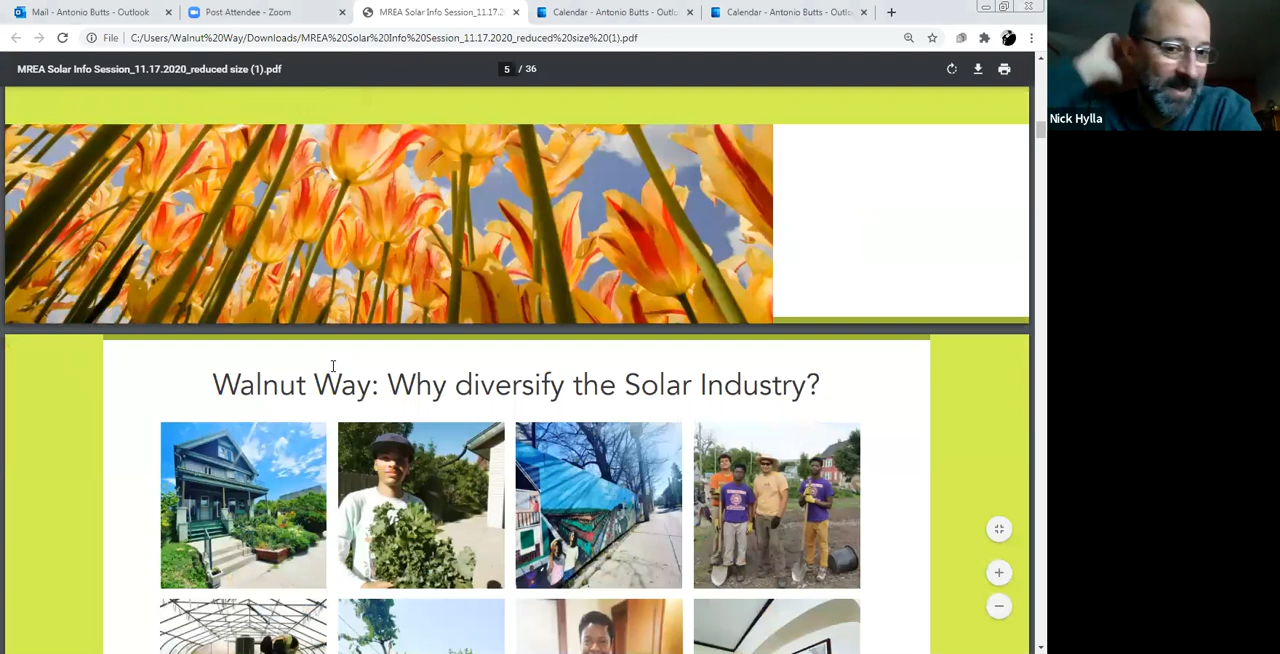 Mail - Antonio Butts - Outlook
Post Attendee - Zoom
MREA Solar Info Session_11.17.2
Calendar - Antonio Butts - Outlo
Calendar - Antonio Butts - Outlo
File C:/Users/Walnut%20Way/Downloads/MREA%20Solar%20Info%20Session_11.17.2020_reduced%20size%20(1).pdf
MREA Solar Info Session_11.17.2020_reduced size (1).pdf
5 / 36
Nick Hylla
Walnut Way: Why diversify the Solar Industry?